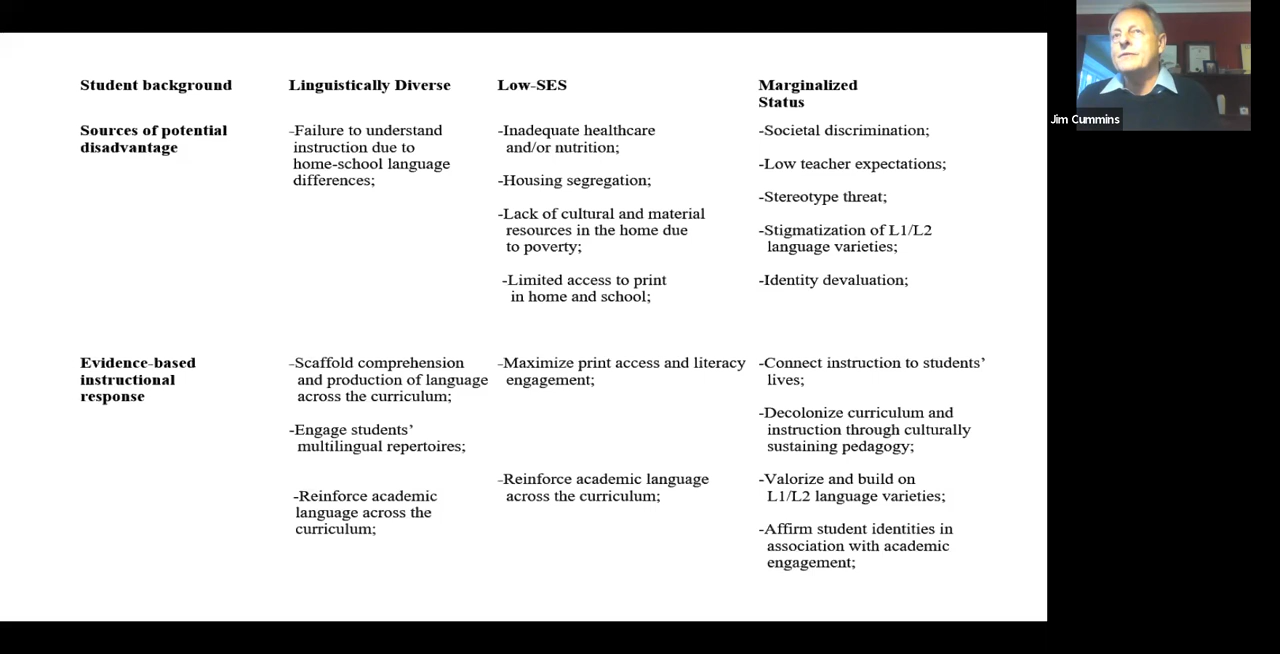 Student background
Linguistically Diverse
Low-SES
Marginalized
Status
Sources of potential
disadvantage
-Failure to understand
instruction due to
home-school language
differences;
-Inadequate healthcare
and/or nutrition;
-Housing segregation;
-Lack of cultural and material
resources in the home due
to poverty;
-Limited access to print
in home and school;
-Societal discrimination;
-Low teacher expectations;
-Stereotype threat;
-Stigmatization of L1/L2
language varieties;
-Identity devaluation;
Evidence-based
instructional
response
-Scaffold comprehension
and production of language
across the curriculum;
-Engage students’
multilingual repertoires;
-Reinforce academic
language across the
curriculum;
-Maximize print access and literacy
engagement;
-Reinforce academic language
across the curriculum;
-Connect instruction to students’
lives;
-Decolonize curriculum and
instruction through culturally
sustaining pedagogy;
-Valorize and build on
L1/L2 language varieties;
-Affirm student identities in
association with academic
engagement;
Jim Cummins